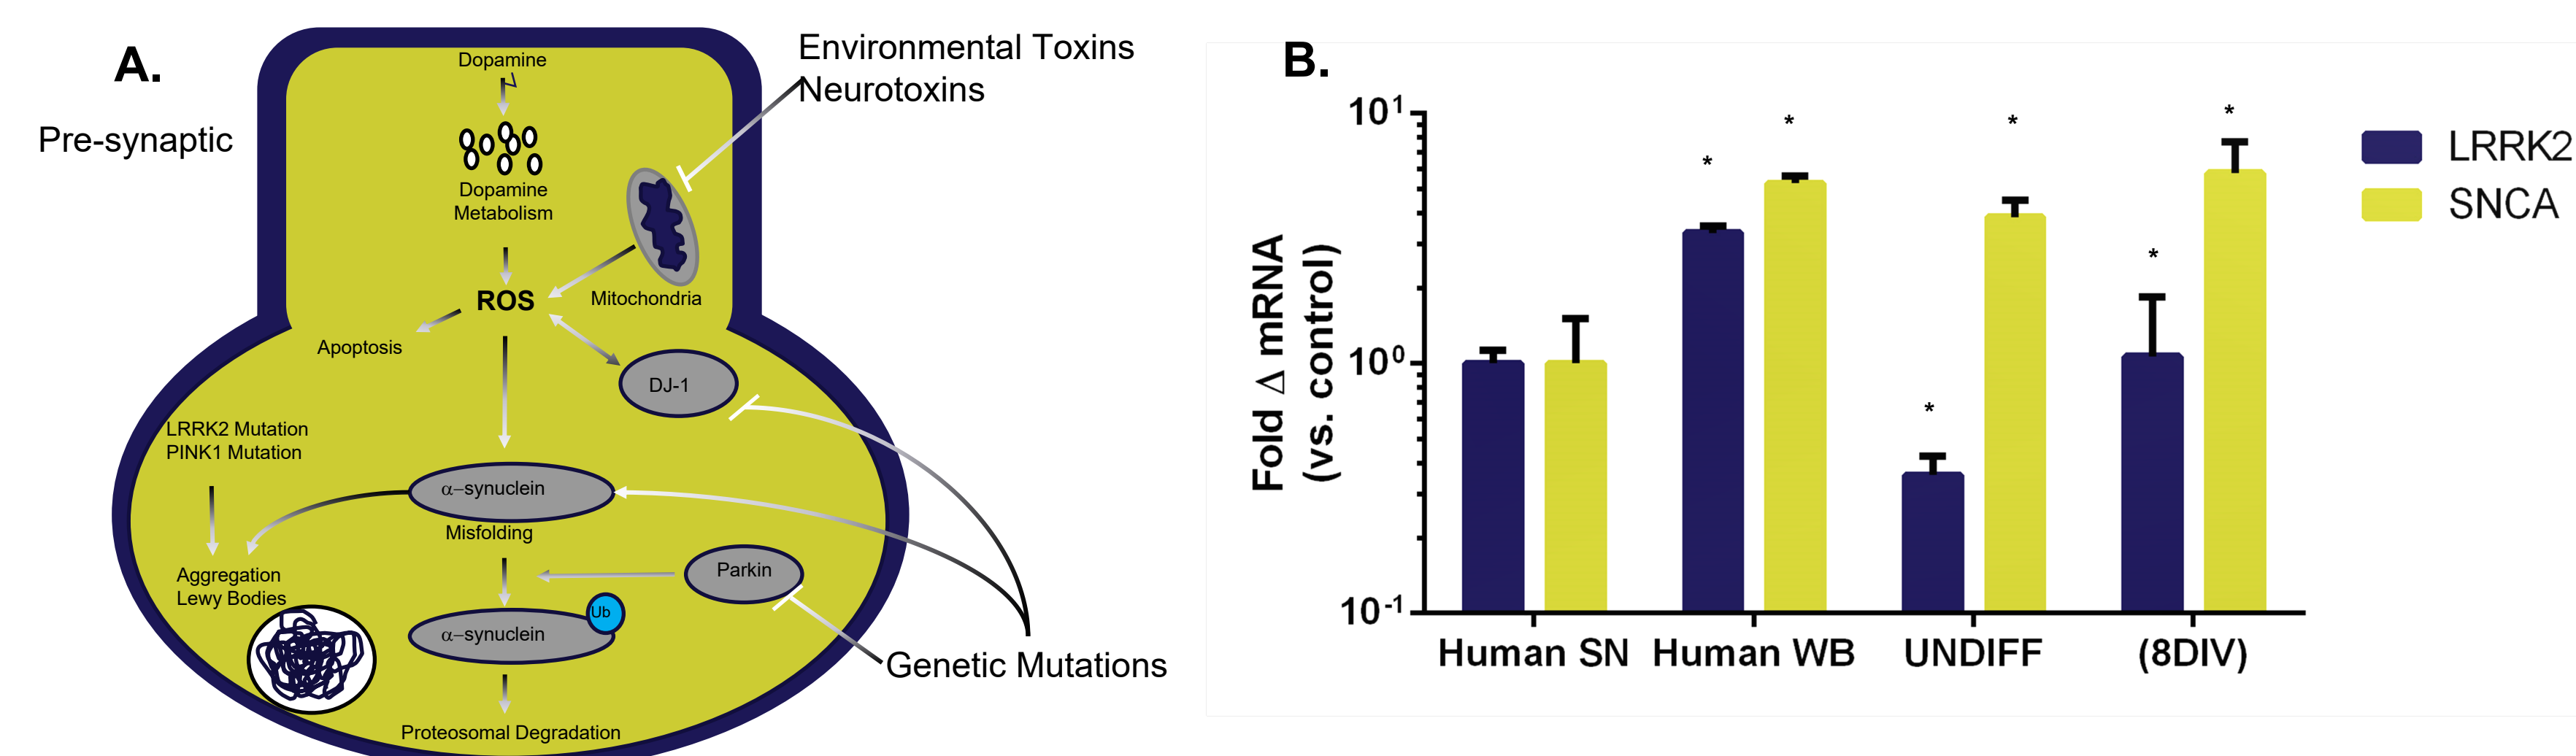 A.
Pre-synaptic
Dopamine
Dopamine
Metabolism
Environmental Toxins
Neurotoxins
ROS
Mitochondria
Apoptosis
DJ-1
LRRK2 Mutation
PINK1 Mutation
α–synuclein
Misfolding
Aggregation
Lewy Bodies
Parkin
Ub
α–synuclein
Genetic Mutations
Proteosomal Degradation
B.
Fold Δ mRNA
(vs. control)
10¹
10⁰
10⁻¹
*
*
*
*
*
*
Human SN
Human WB
UNDIFF
(8DIV)
LRRK2
SNCA